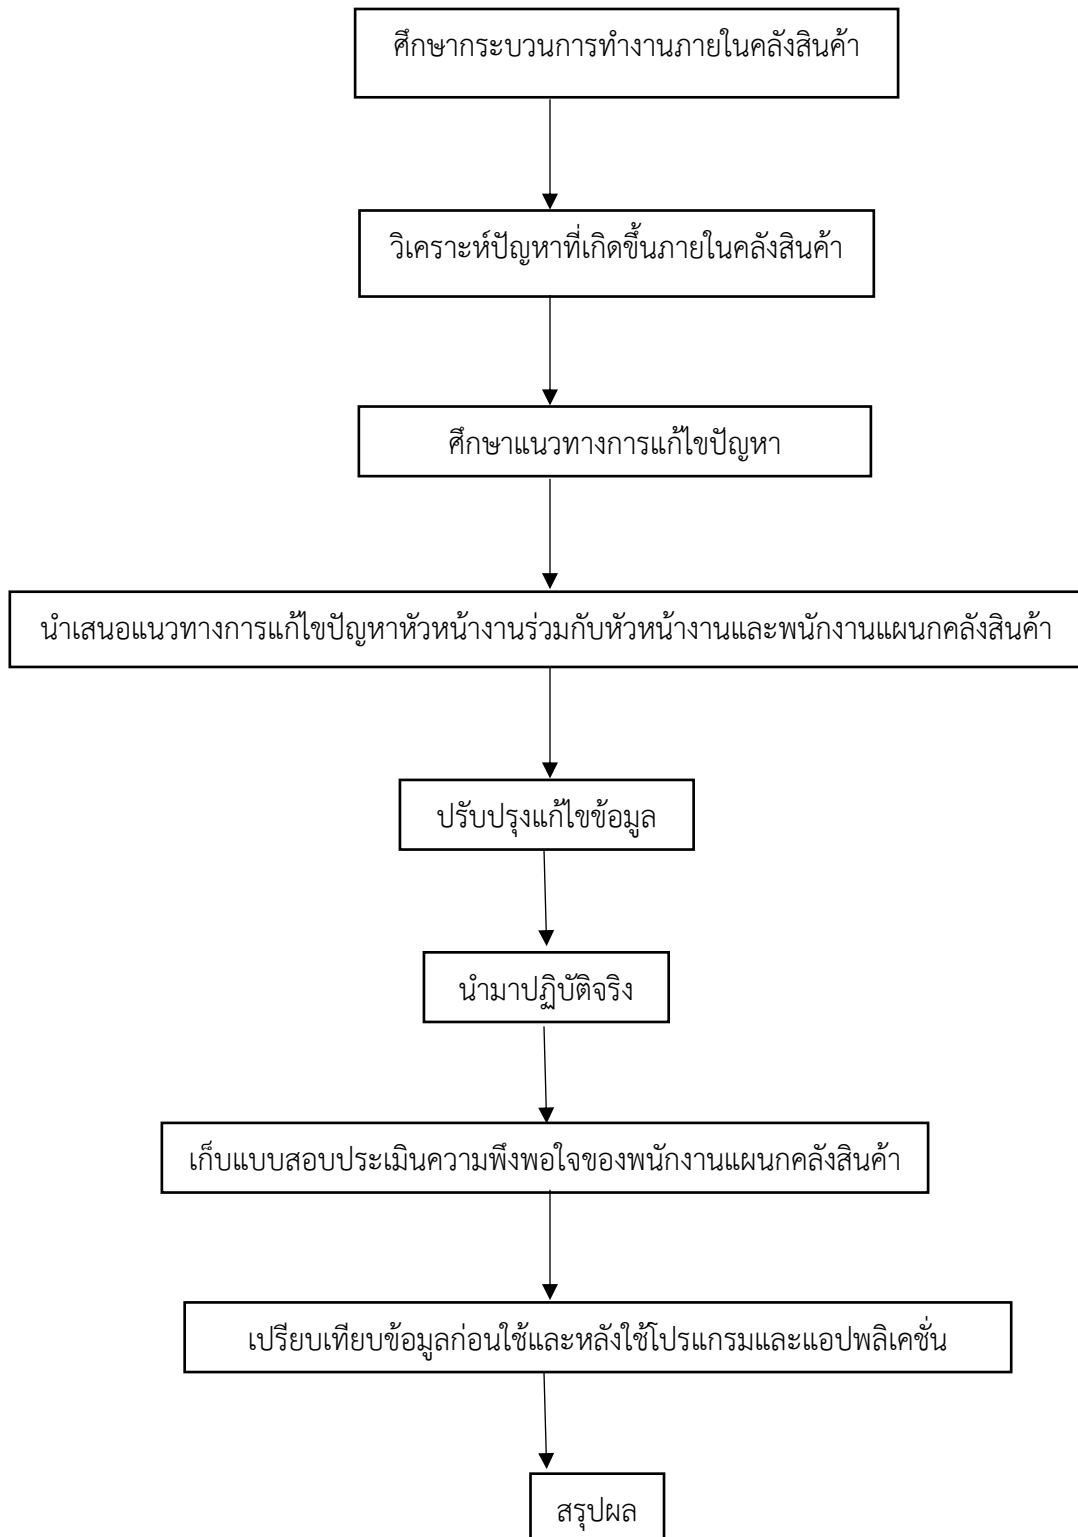 ศึกษากระบวนการทำงานภายในคลังสินค้า
วิเคราะห์ปัญหาที่เกิดขึ้นภายในคลังสินค้า
ศึกษาแนวทางการแก้ไขปัญหา
นำเสนอแนวทางการแก้ไขปัญหาหัวหน้างานร่วมกับหัวหน้างานและพนักงานแผนกคลังสินค้า
ปรับปรุงแก้ไขข้อมูล
นำมาปฏิบัติจริง
เก็บแบบสอบประเมินความพึงพอใจของพนักงานแผนกคลังสินค้า
เปรียบเทียบข้อมูลก่อนใช้และหลังใช้โปรแกรมและแอปพลิเคชั่น
สรุปผล